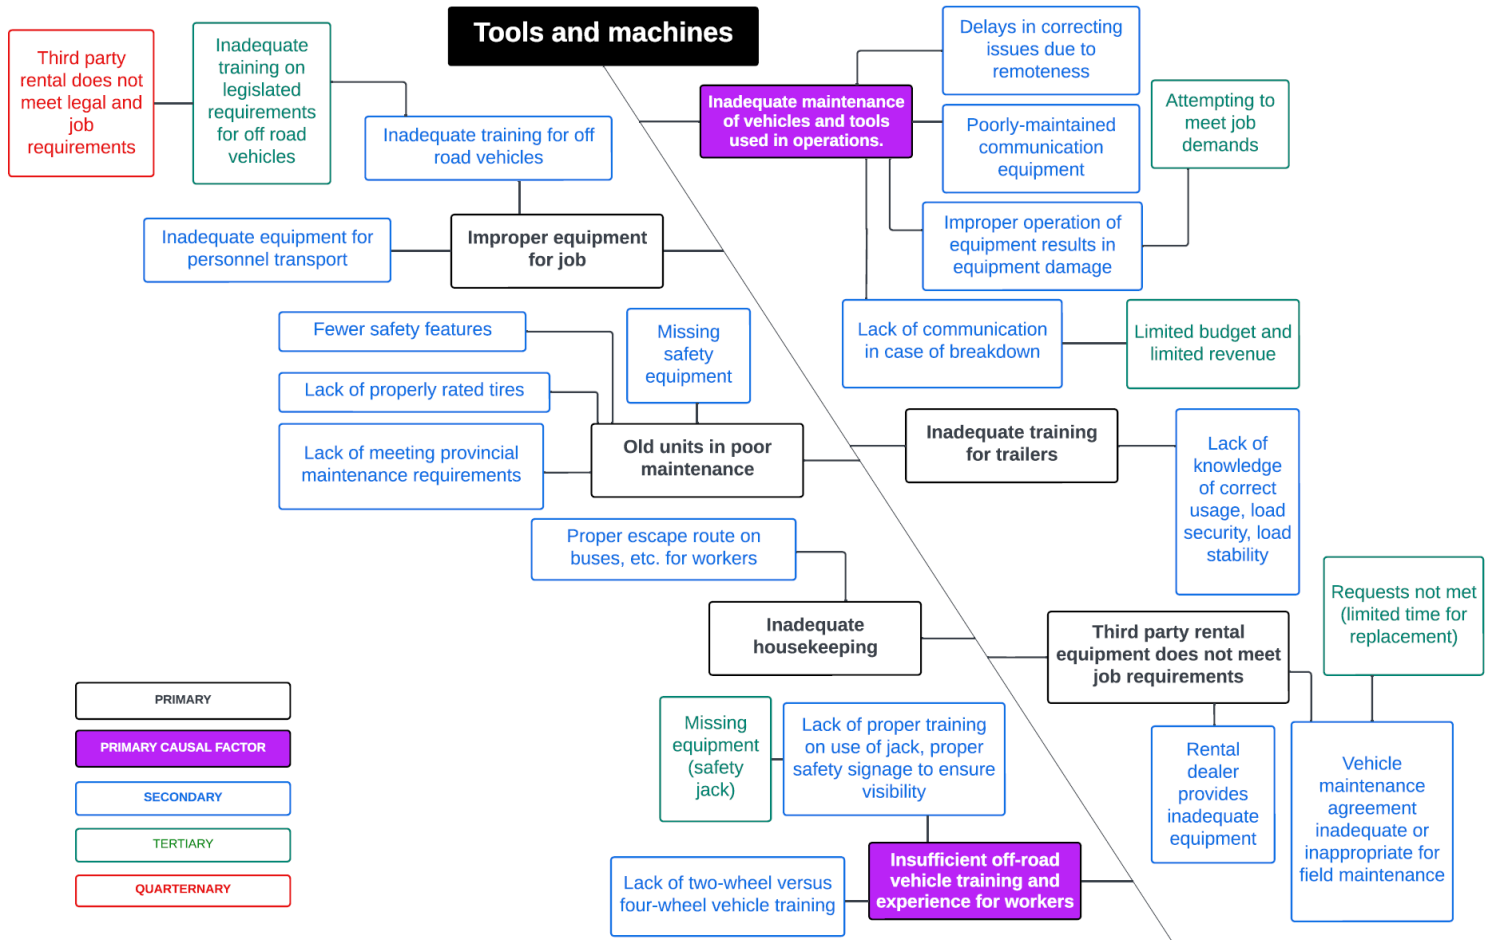 Tools and machines
Third party
rental does not
meet legal and
job
requirements
Inadequate
training on
legislated
requirements
for off road
vehicles
Inadequate training for off
road vehicles
Inadequate equipment for
personnel transport
Improper equipment
for job
Inadequate maintenance
of vehicles and tools
used in operations.
Delays in correcting
issues due to
remoteness
Poorly-maintained
communication
equipment
Attempting to
meet job
demands
Improper operation of
equipment results in
equipment damage
Lack of communication
in case of breakdown
Limited budget and
limited revenue
Fewer safety features
Missing
safety
equipment
Lack of properly rated tires
Lack of meeting provincial
maintenance requirements
Old units in poor
maintenance
Inadequate training
for trailers
Lack of
knowledge
of correct
usage, load
security, load
stability
Proper escape route on
buses, etc. for workers
Inadequate
housekeeping
Third party rental
equipment does not meet
job requirements
Requests not met
(limited time for
replacement)
Rental
dealer
provides
inadequate
equipment
Vehicle
maintenance
agreement
inadequate or
inappropriate for
field maintenance
Missing
equipment
(safety
jack)
Lack of proper training
on use of jack, proper
safety signage to ensure
visibility
Lack of two-wheel versus
four-wheel vehicle training
Insufficient off-road
vehicle training and
experience for workers
PRIMARY
PRIMARY CAUSAL FACTOR
SECONDARY
TERTIARY
QUARTERNARY